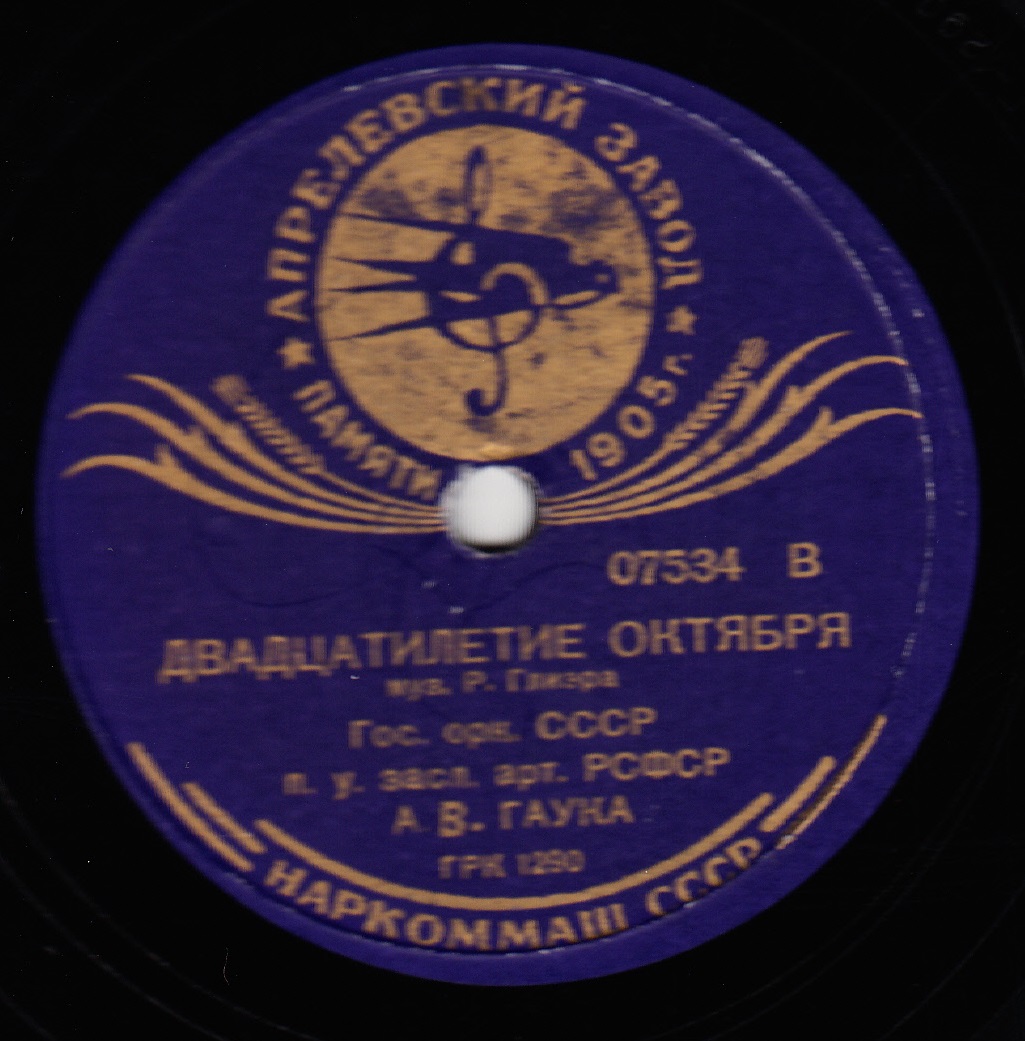 АПРЕЛЕВСКИЙ ЗАВОД
ПАМЯТИ 1905 г.
07534 В
ДВАДЦАТИЛЕТИЕ ОКТЯБРЯ
муз. Р. Глиэра
Гос. орк. СССР
п. у. засл. арт. РСФСР
А. В. ГАУКА
ГРК 1290
НАРКОММАШ СССР